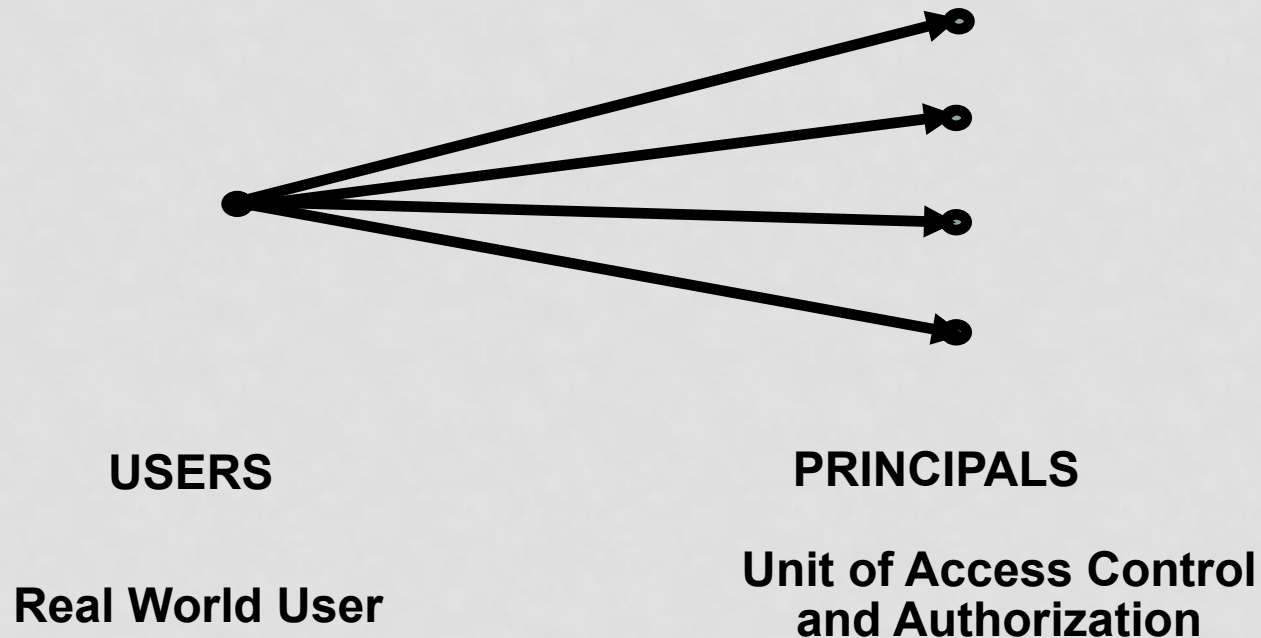 USERS
PRINCIPALS
Real World User
Unit of Access Control
and Authorization